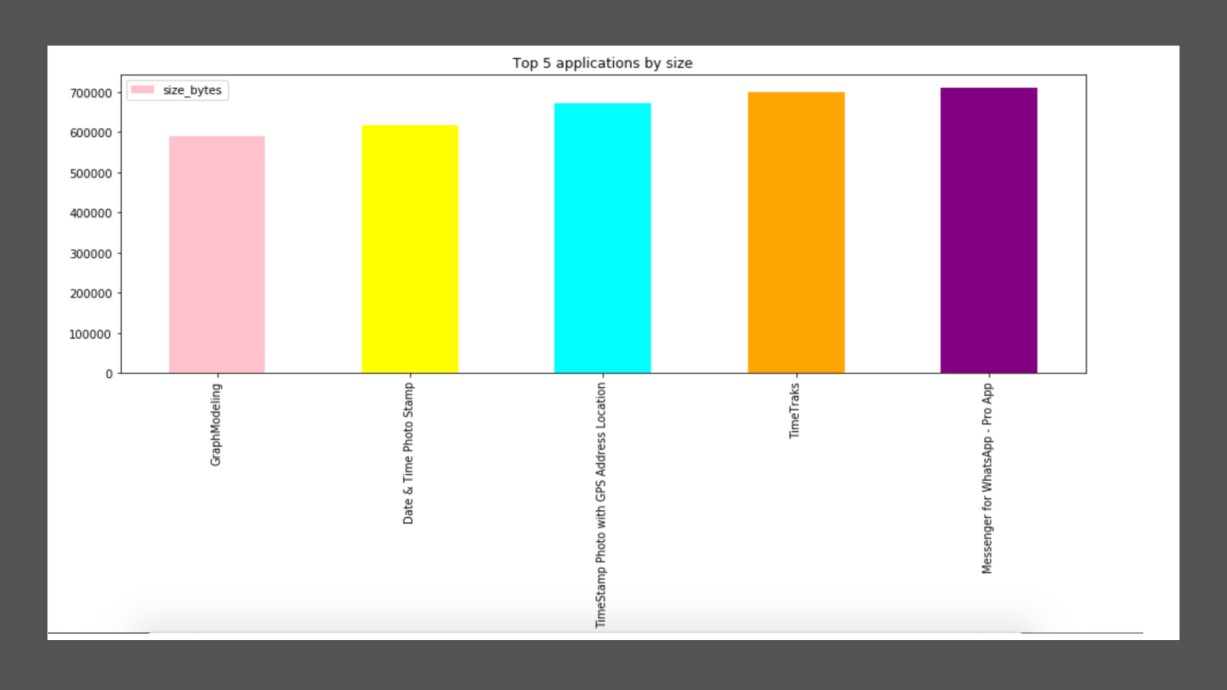 Top 5 applications by size
size_bytes
700000
600000
500000
400000
300000
200000
100000
0
GraphModeling
Date & Time Photo Stamp
TimeStamp Photo with GPS Address Location
TimeTraks
Messenger for WhatsApp - Pro App